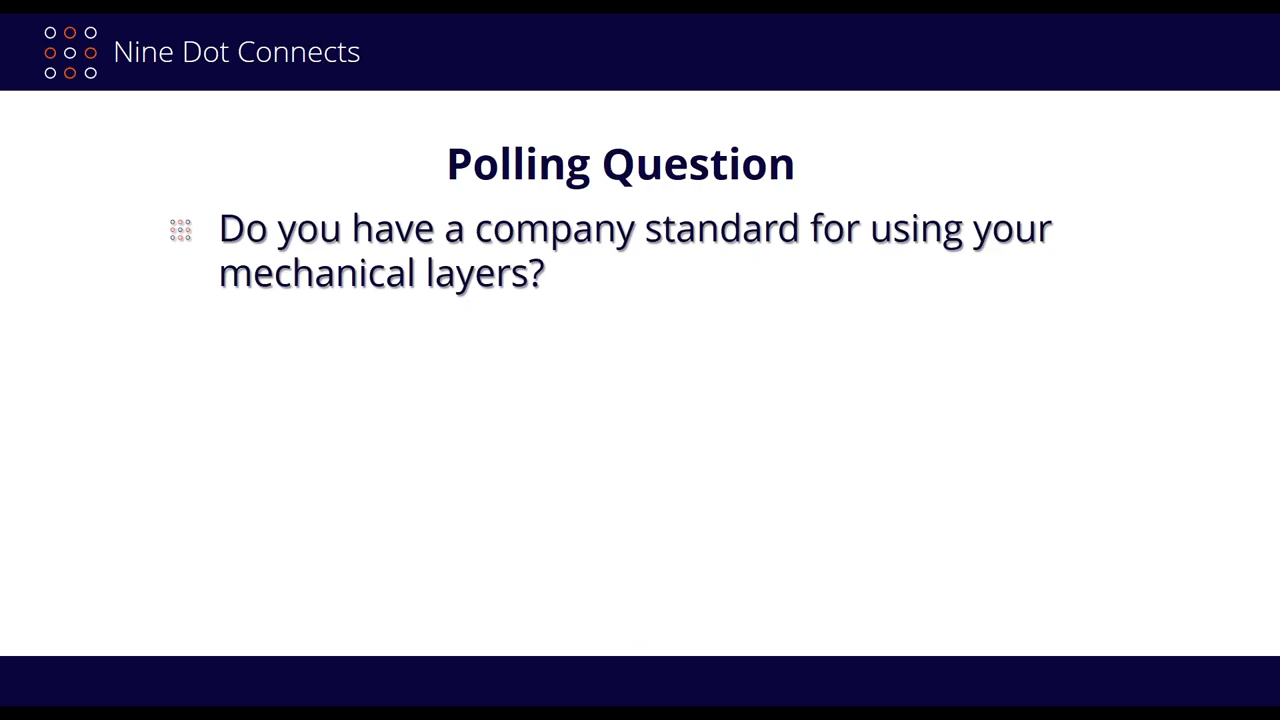 Nine Dot Connects
Polling Question
Do you have a company standard for using your
mechanical layers?